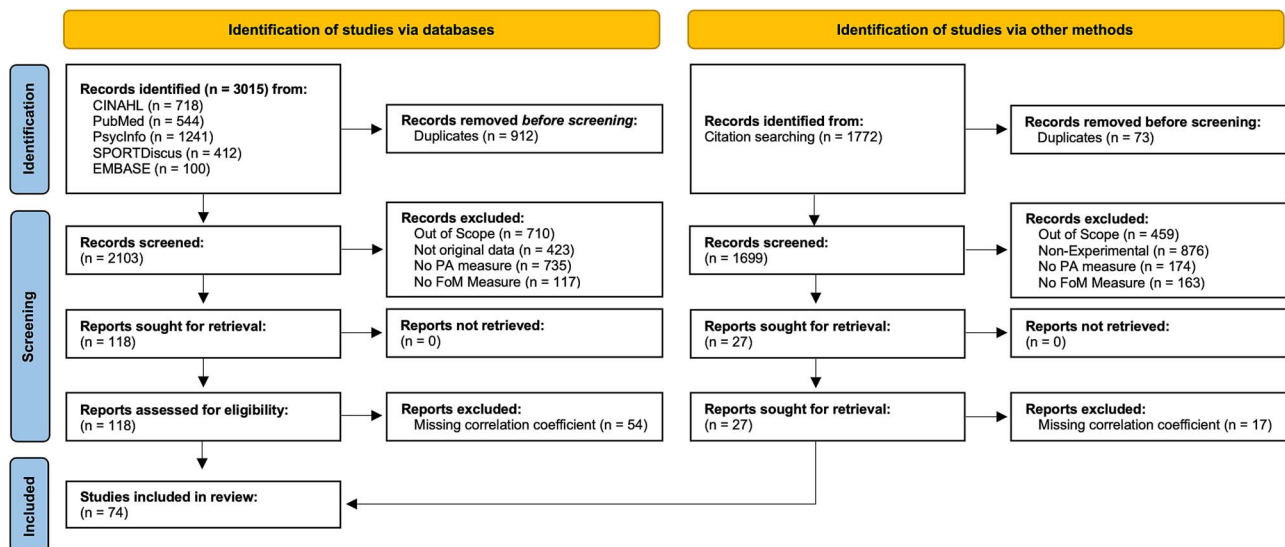 Identification of studies via databases
Identification of studies via other methods
Identification
Records identified (n = 3015) from:
CINAHL (n = 718)
PubMed (n = 544)
PsycInfo (n = 1241)
SPORTDiscus (n = 412)
EMBASE (n = 100)
Records removed before screening:
Duplicates (n = 912)
Records identified from:
Citation searching (n = 1772)
Records removed before screening:
Duplicates (n = 73)
Screening
Records screened:
(n = 2103)
Records excluded:
Out of Scope (n = 710)
Not original data (n = 423)
No PA measure (n = 735)
No FoM Measure (n = 117)
Records screened:
(n = 1699)
Records excluded:
Out of Scope (n = 459)
Non-Experimental (n = 876)
No PA measure (n = 174)
No FoM Measure (n = 163)
Reports sought for retrieval:
(n = 118)
Reports not retrieved:
(n = 0)
Reports sought for retrieval:
(n = 27)
Reports not retrieved:
(n = 0)
Reports assessed for eligibility:
(n = 118)
Reports excluded:
Missing correlation coefficient (n = 54)
Reports sought for retrieval:
(n = 27)
Reports excluded:
Missing correlation coefficient (n = 17)
Included
Studies included in review:
(n = 74)